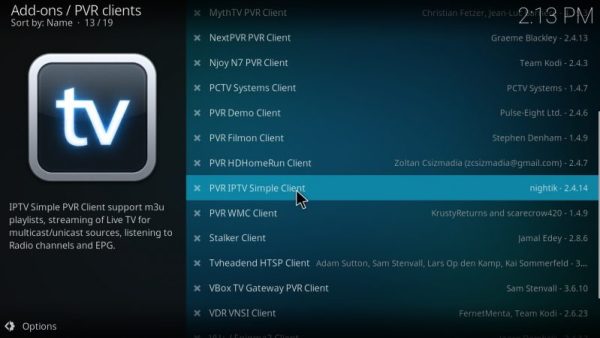 Add-ons / PVR clients
Sort by: Name · 13 / 19
2:13 PM
MythTV PVR Client Christian Fetzer, Jean-Luc
NextPVR PVR Client Graeme Blackley - 2.4.13
Njoy N7 PVR Client Team Kodi - 2.4.3
PCTV Systems Client PCTV Systems - 1.4.7
PVR Demo Client Pulse-Eight Ltd. - 2.4.2
PVR Filmon Client Stephen Denham - 1.4.9
PVR HDHomeRun Client Zoltan Csizmadia (zcsizmadia@gmail.com) - 2.4.7
PVR IPTV Simple Client nightik - 2.4.14
PVR WMC Client KrustyReturns and scarecrow420 - 1.4.9
Stalker Client Jamal Edey - 2.8.6
Tvheadend HTSP Client Adam Sutton, Sam Stenvall, Lars Op den Kamp, Kai Sommerfeld - 3...
VBox TV Gateway PVR Client Sam Stenvall - 3.6.10
VDR VNSI Client FernetMenta, Team Kodi - 2.6.23
tv
IPTV Simple PVR Client support m3u
playlists, streaming of Live TV for
multicast/unicast sources, listening to
Radio channels and EPG.
Options